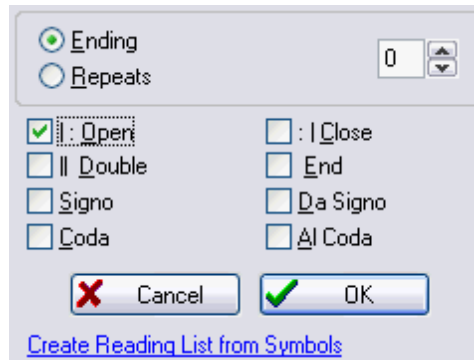 Ending
0
Repeats
|: Open
:| Close
|| Double
End
Signo
Da Signo
Coda
Al Coda
Cancel
OK
Create Reading List from Symbols